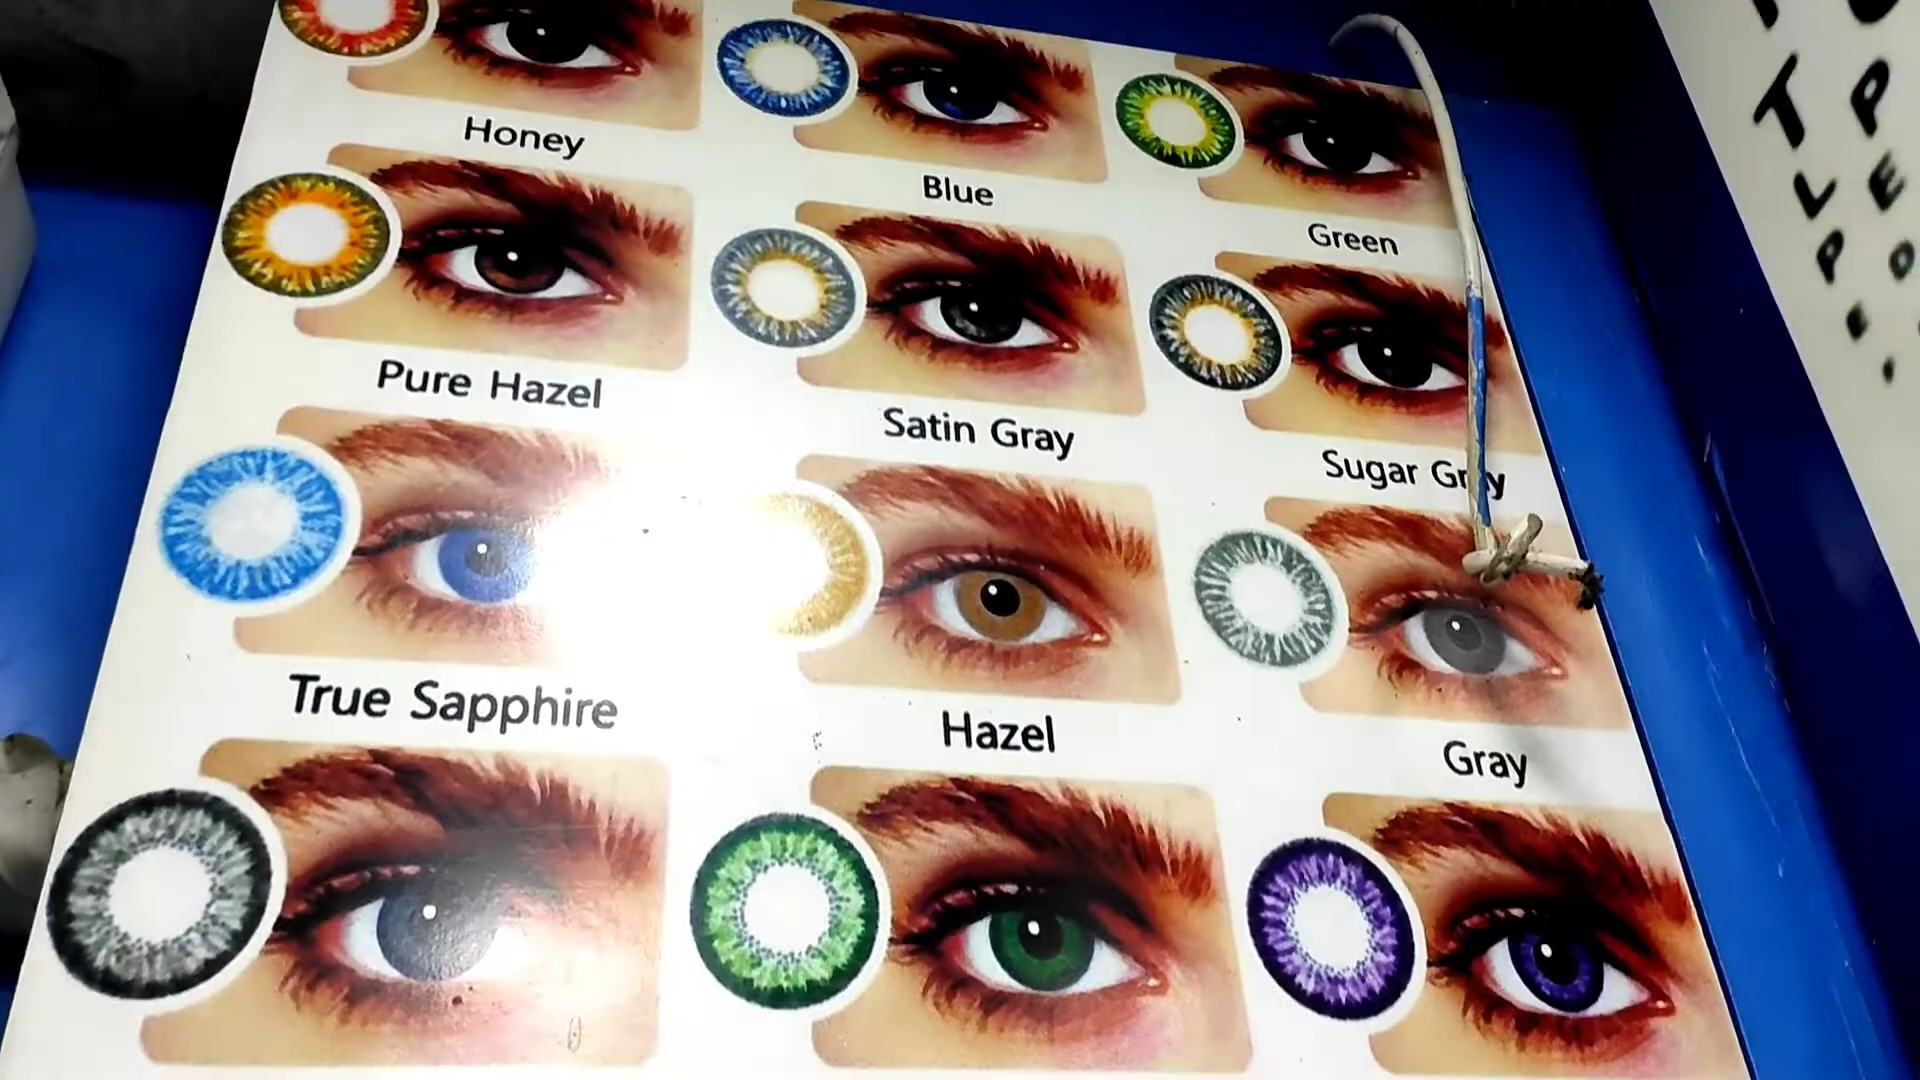 Honey
Blue
Green
Pure Hazel
Satin Gray
Sugar Gray
True Sapphire
Hazel
Gray
T P
L E
P O